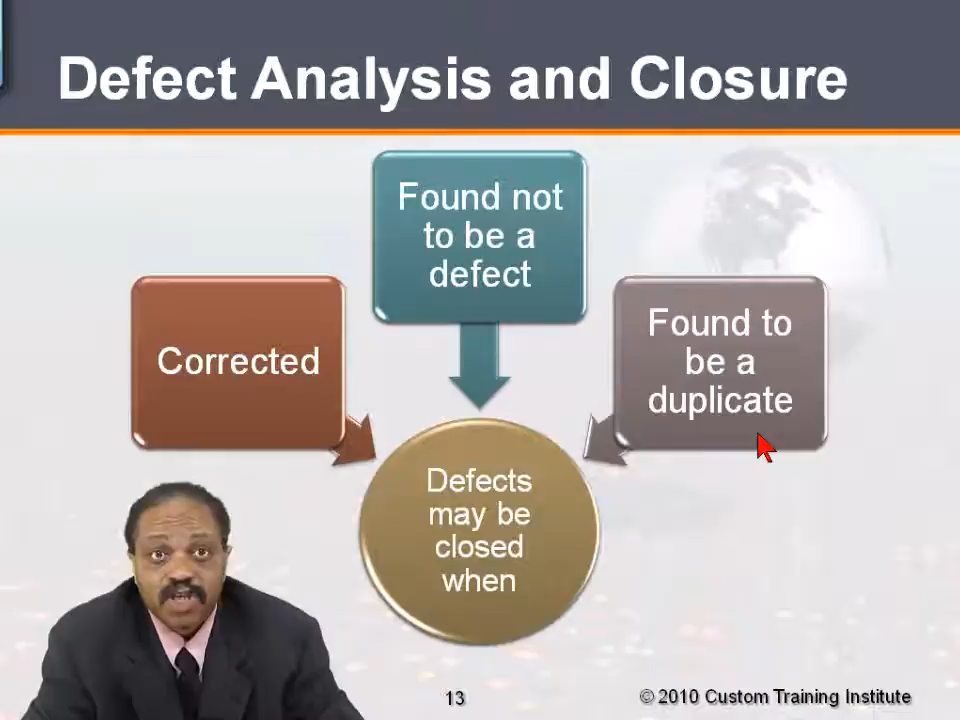 Defect Analysis and Closure
Found not
to be a
defect
Corrected
Found to
be a
duplicate
Defects
may be
closed
when
13
© 2010 Custom Training Institute